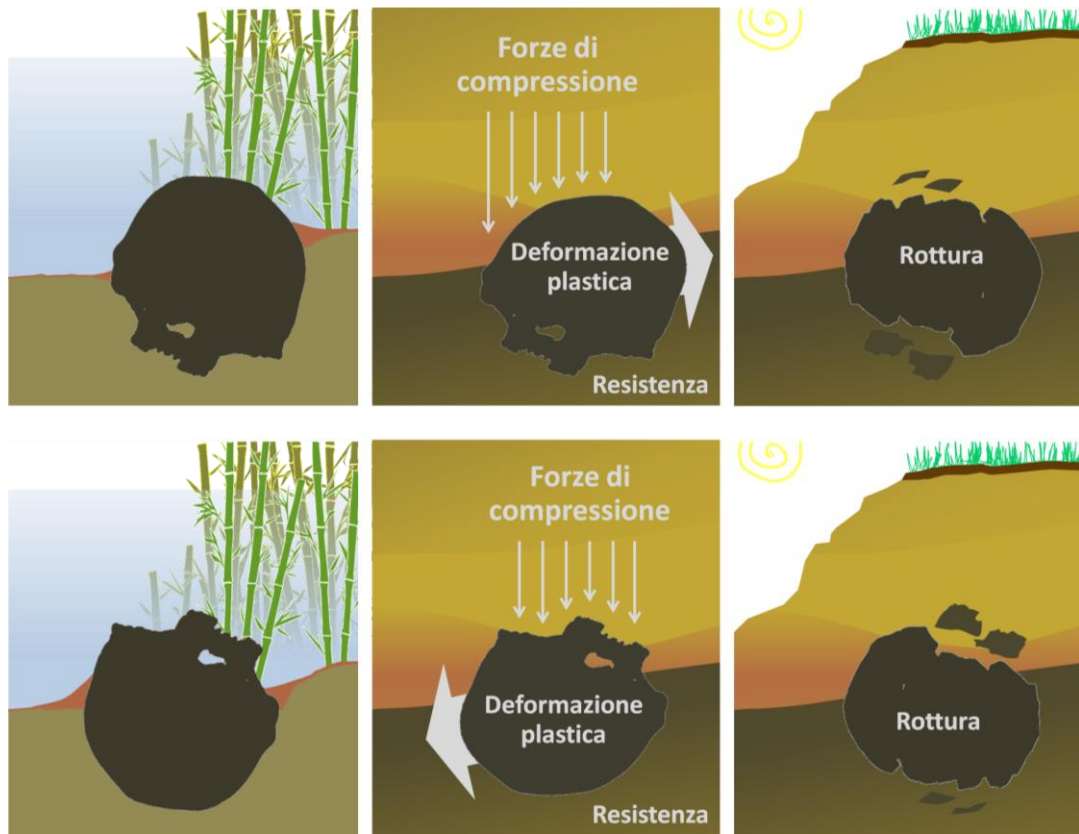 Forze di
compressione
Deformazione
plastica
Resistenza
Rottura
Forze di
compressione
Deformazione
plastica
Resistenza
Rottura